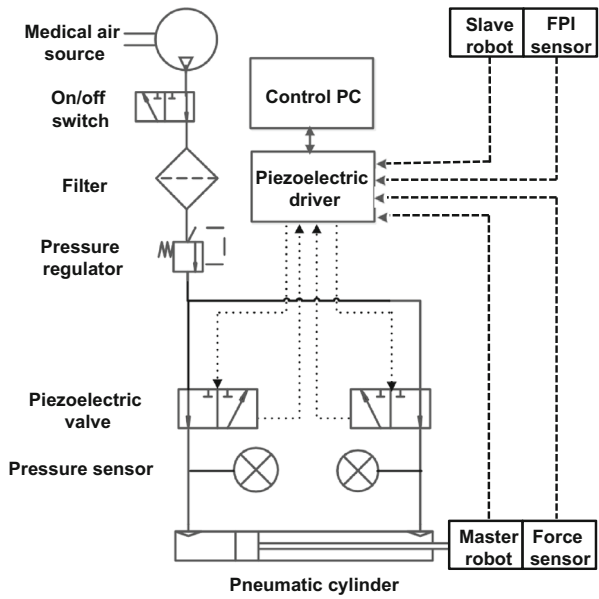 Medical air
source
Slave
robot
FPI
sensor
On/off
switch
Control PC
Filter
Piezoelectric
driver
Pressure
regulator
Piezoelectric
valve
Pressure sensor
Master
robot
Force
sensor
Pneumatic cylinder